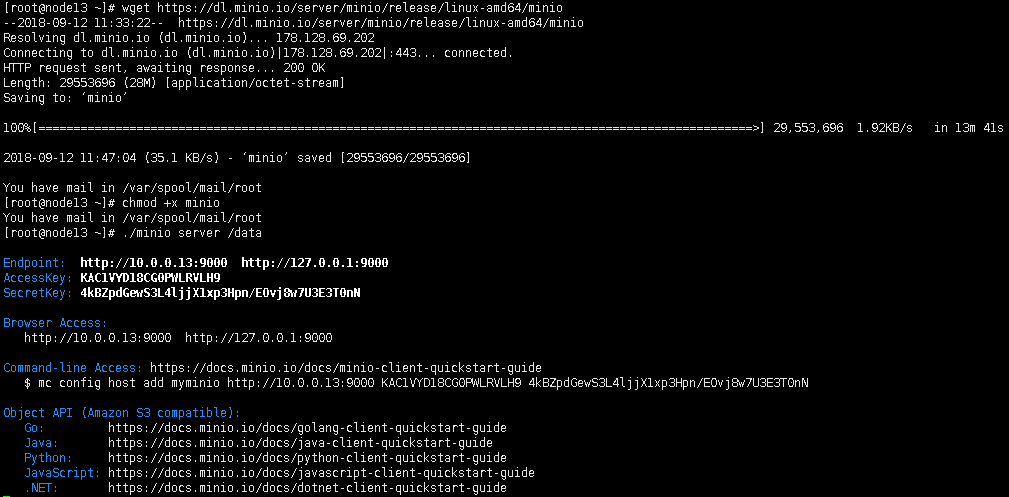 [root@node13 ~]# wget https://dl.minio.io/server/minio/release/linux-amd64/minio
--2018-09-12 11:33:22--  https://dl.minio.io/server/minio/release/linux-amd64/minio
Resolving dl.minio.io (dl.minio.io)... 178.128.69.202
Connecting to dl.minio.io (dl.minio.io)|178.128.69.202|:443... connected.
HTTP request sent, awaiting response... 200 OK
Length: 29553696 (28M) [application/octet-stream]
Saving to: ‘minio’
100%[======================================================================================================>] 29,553,696  1.92KB/s   in 13m 41s
2018-09-12 11:47:04 (35.1 KB/s) - ‘minio’ saved [29553696/29553696]
You have mail in /var/spool/mail/root
[root@node13 ~]# chmod +x minio
You have mail in /var/spool/mail/root
[root@node13 ~]# ./minio server /data
Endpoint:  http://10.0.0.13:9000  http://127.0.0.1:9000
AccessKey: KAC1VYD18CG0PWLRVLH9
SecretKey: 4kBZpdGewS3L4ljjX1xp3Hpn/EOvj8w7U3E3T0nN
Browser Access:
   http://10.0.0.13:9000  http://127.0.0.1:9000
Command-line Access: https://docs.minio.io/docs/minio-client-quickstart-guide
   $ mc config host add myminio http://10.0.0.13:9000 KAC1VYD18CG0PWLRVLH9 4kBZpdGewS3L4ljjX1xp3Hpn/EOvj8w7U3E3T0nN
Object API (Amazon S3 compatible):
   Go:         https://docs.minio.io/docs/golang-client-quickstart-guide
   Java:       https://docs.minio.io/docs/java-client-quickstart-guide
   Python:     https://docs.minio.io/docs/python-client-quickstart-guide
   JavaScript: https://docs.minio.io/docs/javascript-client-quickstart-guide
   .NET:       https://docs.minio.io/docs/dotnet-client-quickstart-guide